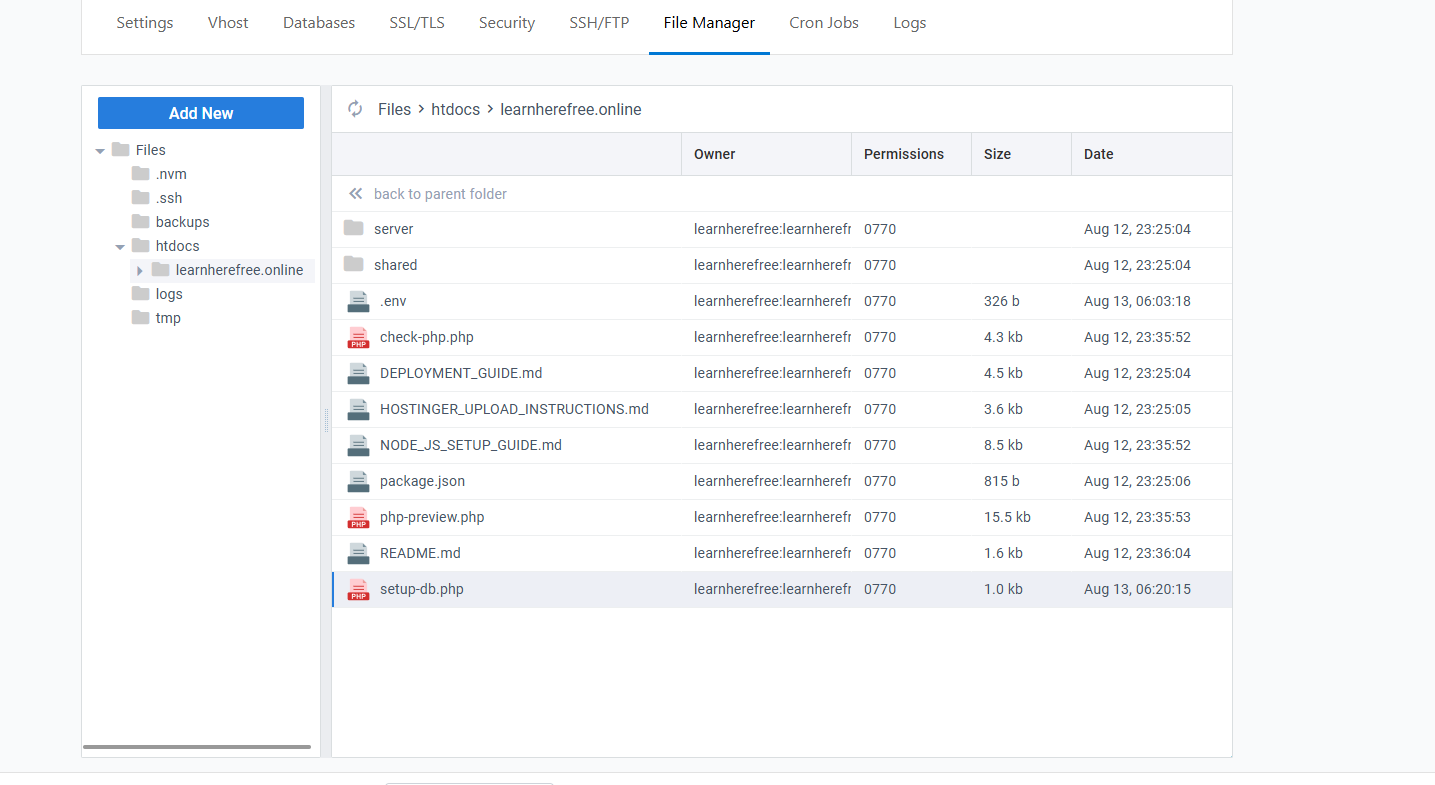 Settings Vhost Databases SSL/TLS Security SSH/FTP File Manager Cron Jobs Logs
Add New
Files
.nvm
.ssh
backups
htdocs
learnherefree.online
logs
tmp
Files > htdocs > learnherefree.online
Owner Permissions Size Date
back to parent folder
server learnherefree:learnherefr 0770 Aug 12, 23:25:04
shared learnherefree:learnherefr 0770 Aug 12, 23:25:04
.env learnherefree:learnherefr 0770 326 b Aug 13, 06:03:18
PHP check-php.php learnherefree:learnherefr 0770 4.3 kb Aug 12, 23:35:52
DEPLOYMENT_GUIDE.md learnherefree:learnherefr 0770 4.5 kb Aug 12, 23:25:04
HOSTINGER_UPLOAD_INSTRUCTIONS.md learnherefree:learnherefr 0770 3.6 kb Aug 12, 23:25:05
NODE_JS_SETUP_GUIDE.md learnherefree:learnherefr 0770 8.5 kb Aug 12, 23:35:52
package.json learnherefree:learnherefr 0770 815 b Aug 12, 23:25:06
PHP php-preview.php learnherefree:learnherefr 0770 15.5 kb Aug 12, 23:35:53
README.md learnherefree:learnherefr 0770 1.6 kb Aug 12, 23:36:04
PHP setup-db.php learnherefree:learnherefr 0770 1.0 kb Aug 13, 06:20:15